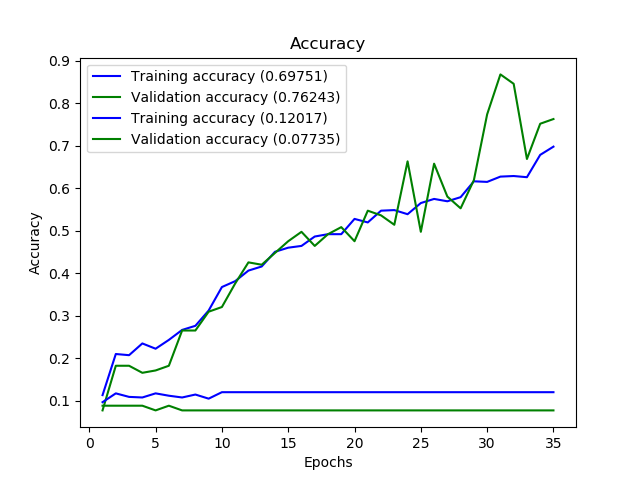 Accuracy
Training accuracy (0.69751)
Validation accuracy (0.76243)
Training accuracy (0.12017)
Validation accuracy (0.07735)
Accuracy
0.9
0.8
0.7
0.6
0.5
0.4
0.3
0.2
0.1
0 5 10 15 20 25 30 35
Epochs